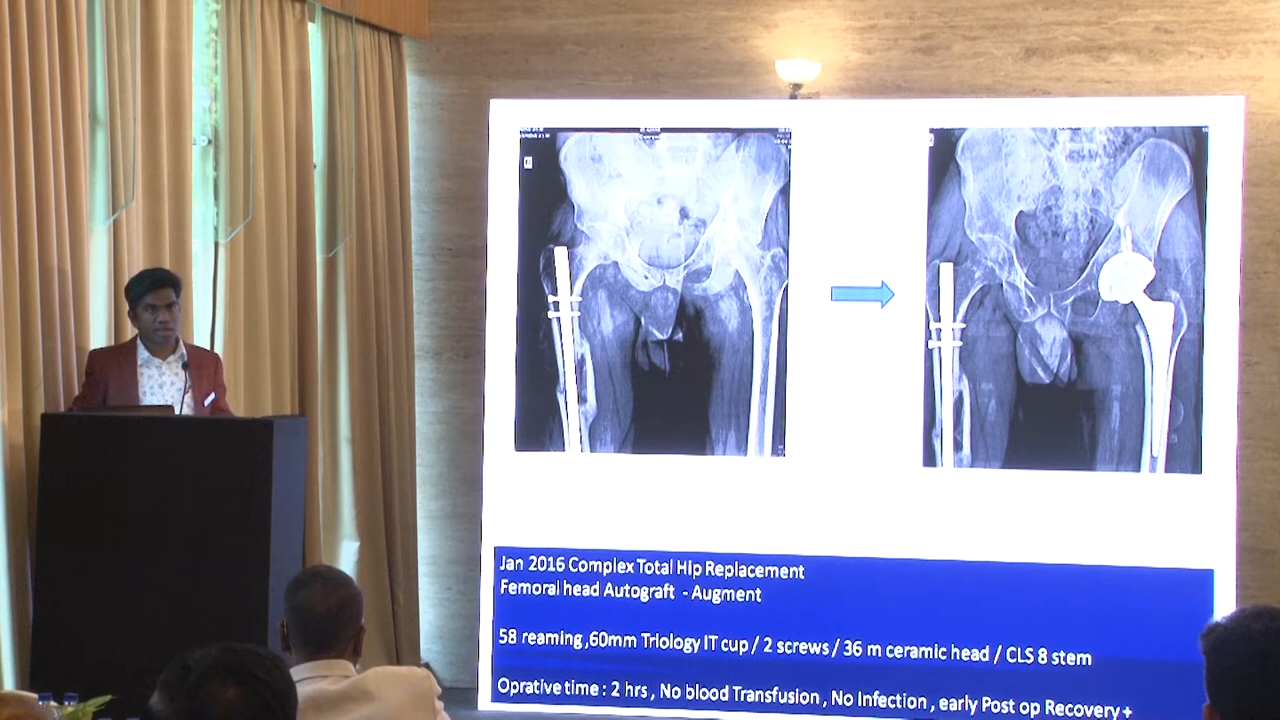 Jan 2016 Complex Total Hip Replacement
Femoral head Autograft - Augment
58 reaming ,60mm Triology IT cup / 2 screws / 36 m ceramic head / CLS 8 stem
Oprative time : 2 hrs , No blood Transfusion , No Infection , early Post op Recovery +